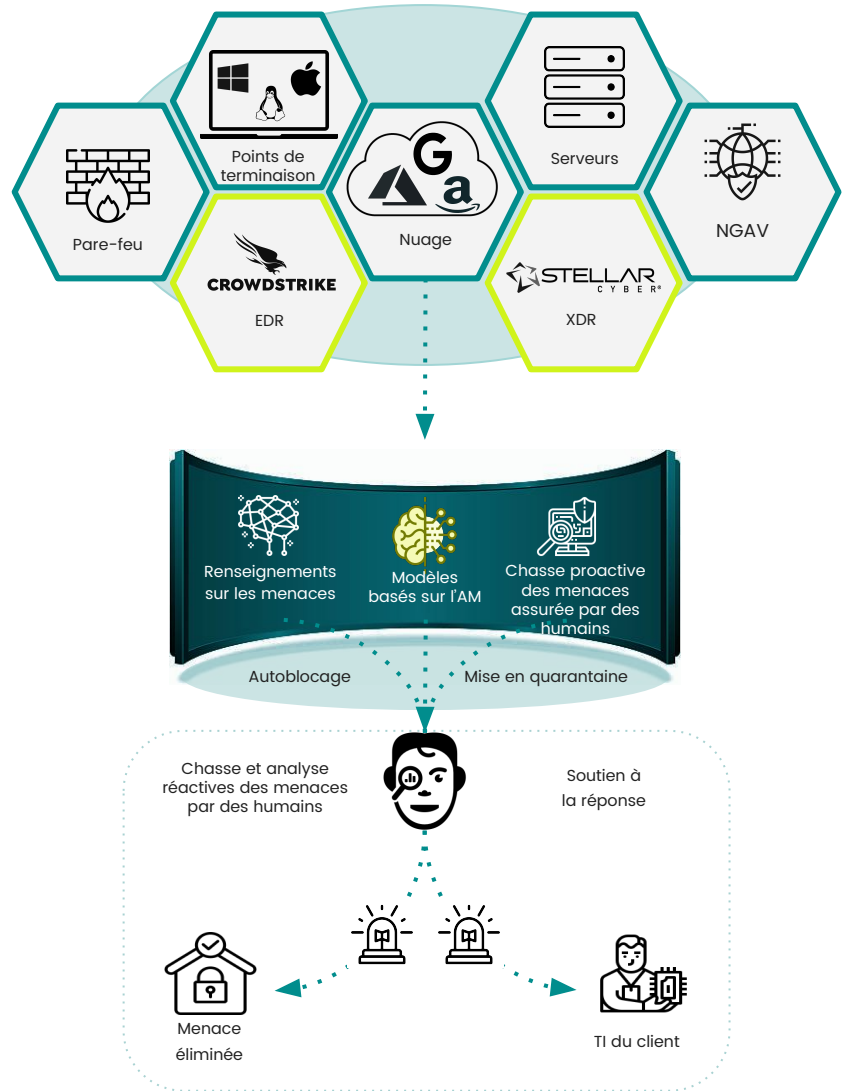 Points de
terminaison
Serveurs
Pare-feu
G
a
Nuage
NGAV
CROWDSTRIKE
EDR
STELLAR
CYBER®
XDR
Renseignements
sur les menaces
Modèles
basés sur l'AM
Chasse proactive
des menaces
assurée par des
humains
Autoblocage
Mise en quarantaine
Chasse et analyse
réactives des menaces
par des humains
Soutien à
la réponse
Menace
éliminée
TI du client